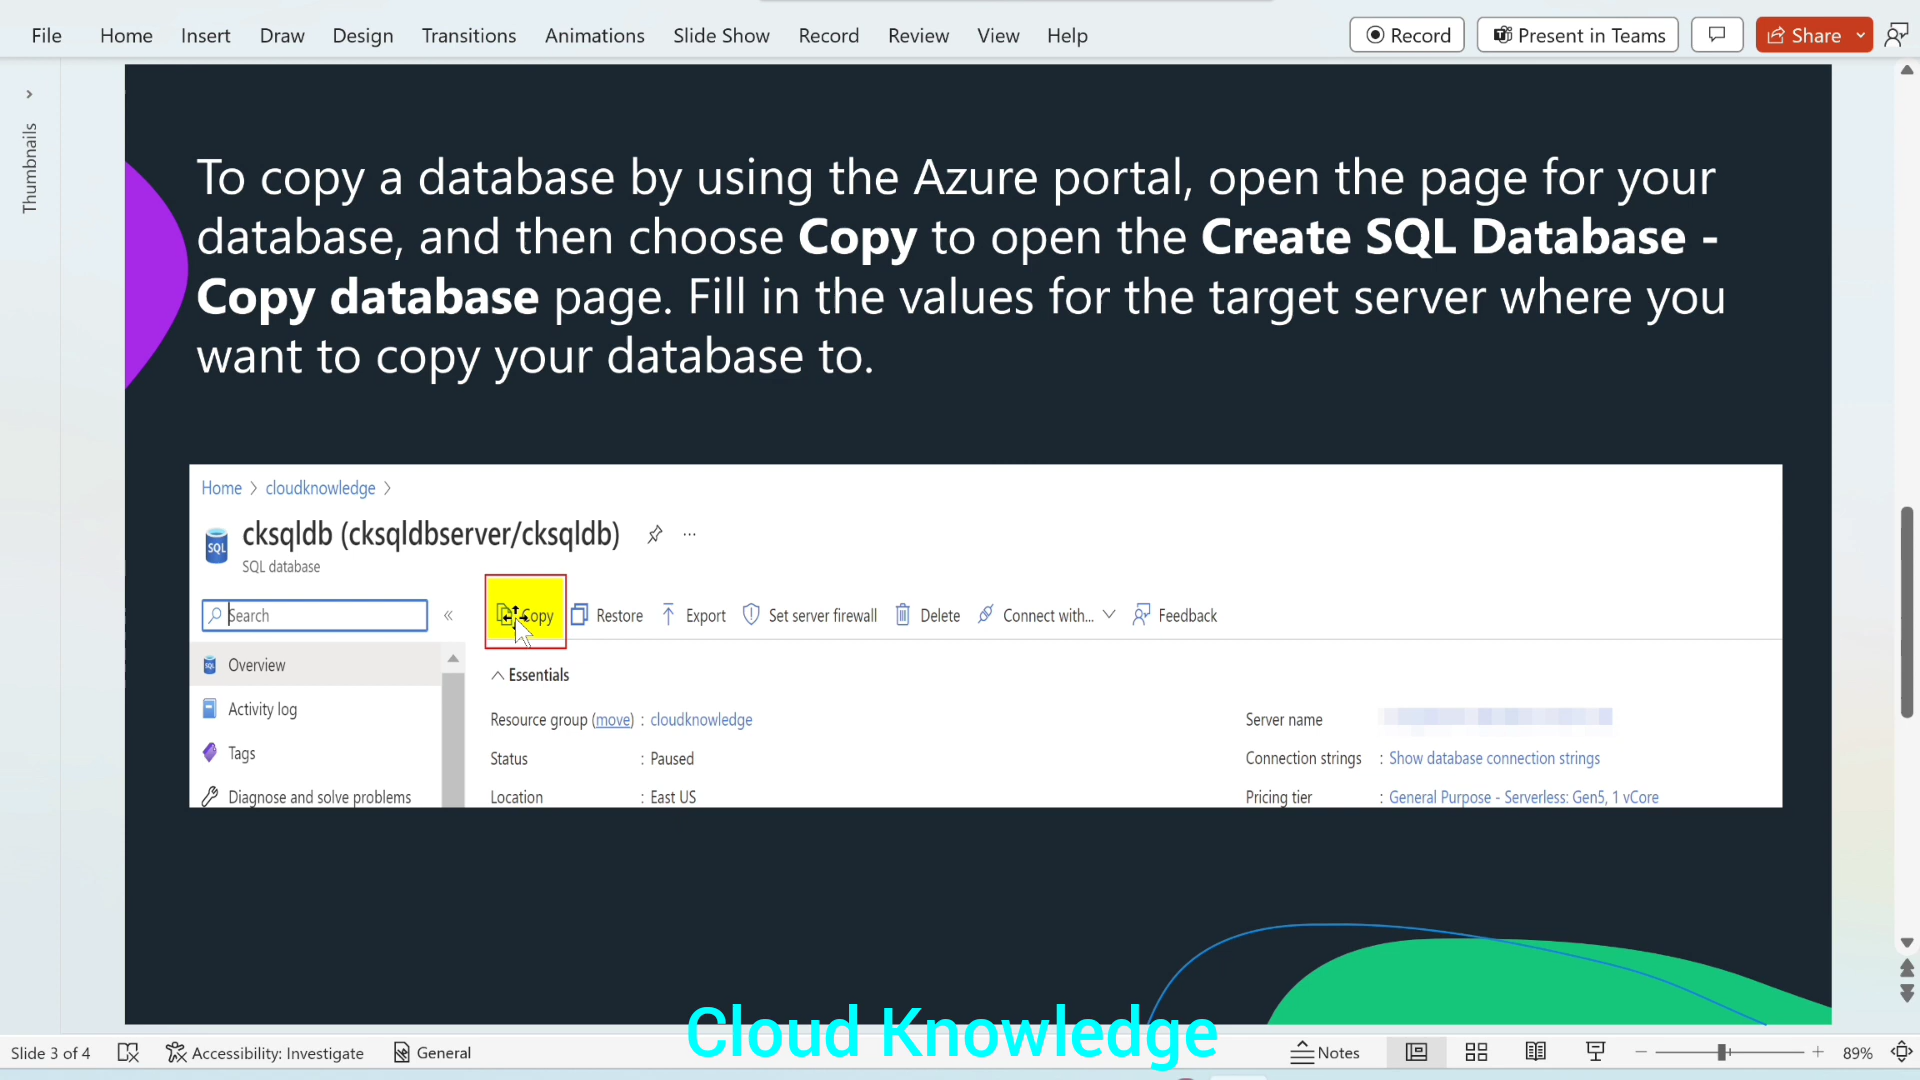 File Home Insert Draw Design Transitions Animations Slide Show Record Review View Help Record Present in Teams Share
Thumbnails
To copy a database by using the Azure portal, open the page for your
database, and then choose Copy to open the Create SQL Database -
Copy database page. Fill in the values for the target server where you
want to copy your database to.
Home > cloudknowledge >
cksqldb (cksqldbserver/cksqldb) ...
SQL
SQL database
Search « Copy Restore Export Set server firewall Delete Connect with... Feedback
Overview
Essentials
Activity log
Resource group (move) : cloudknowledge Server name
Tags
Status : Paused Connection strings : Show database connection strings
Diagnose and solve problems Location : East US Pricing tier : General Purpose - Serverless: Gen5, 1 vCore
Cloud Knowledge
Slide 3 of 4 Accessibility: Investigate General Notes 89%